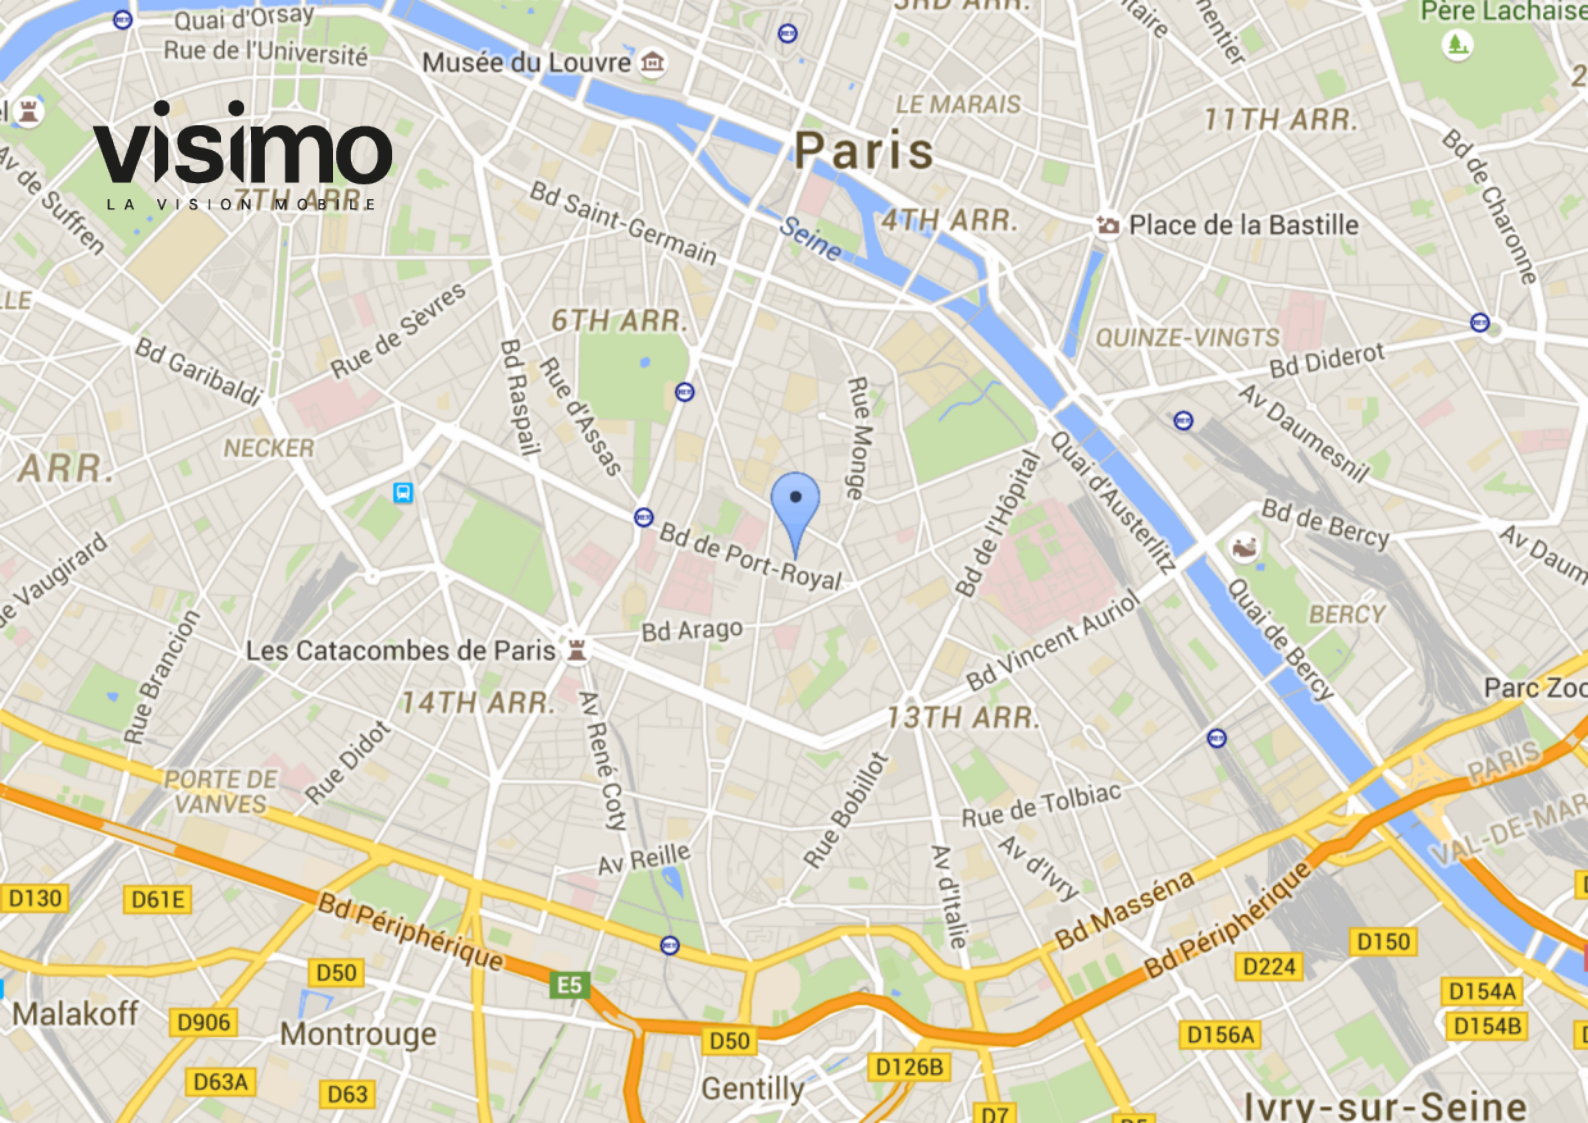 Quai d'Orsay
3RD ARR.
Père Lachaise
Rue de l'Université
Musée du Louvre
LE MARAIS
11TH ARR.
visimo
LA VISION MOBILE
Paris
7TH ARR.
Av de Suffren
Bd Saint-Germain
Seine
4TH ARR.
Place de la Bastille
Bd de Charonne
6TH ARR.
Rue de Sèvres
Bd Garibaldi
Bd Raspail
Rue d'Assas
Rue Monge
QUINZE-VINGTS
Bd Diderot
Av Daumesnil
NECKER
ARR.
Quai d'Austerlitz
Bd de l'Hôpital
Bd de Bercy
Av Daum
Bd de Port-Royal
de Vaugirard
Rue Brancion
Bd Arago
Les Catacombes de Paris
Bd Vincent Auriol
Quai de Bercy
BERCY
Parc Zoo
14TH ARR.
13TH ARR.
Av René Coty
Rue Didot
PORTE DE
VANVES
Rue Bobillot
Rue de Tolbiac
PARIS
VAL-DE-MAR
Av Reille
Av d'Italie
Av d'Ivry
Bd Masséna
Bd Périphérique
D130
D61E
Bd Périphérique
D150
D224
D50
E5
D154A
D154B
Malakoff
D906
Montrouge
D50
D156A
D126B
D63A
D63
Gentilly
D7
D5
Ivry-sur-Seine